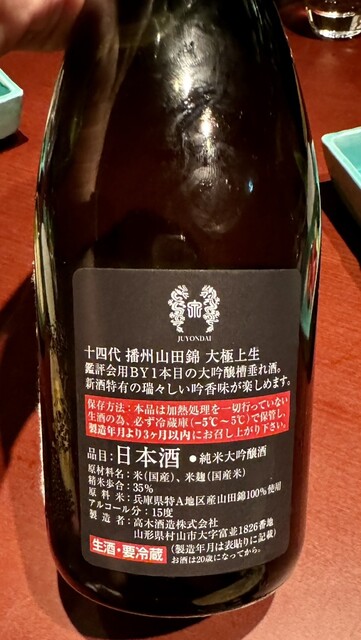 JUYONDAI
十四代 播州山田錦 大極上生
鑑評会用BY1本目の大吟醸槽垂れ酒。
新酒特有の瑞々しい吟香味が楽しめます。
保存方法:本品は加熱処理を一切行っていない
生酒の為、必ず冷蔵庫(−5℃〜5℃)で保管し、
製造年月より3ヶ月以内にお召し上がり下さい。
品目:日本酒 ●純米大吟醸酒
原材料名:米(国産)、米麹(国産米)
精米歩合:35%
原料米:兵庫県特A地区産山田錦100%使用
アルコール分:15度
製造者:高木酒造株式会社
山形県村山市大字富並1826番地
生酒・要冷蔵 (製造年月は表貼りに記載)
お酒は20歳になってから。